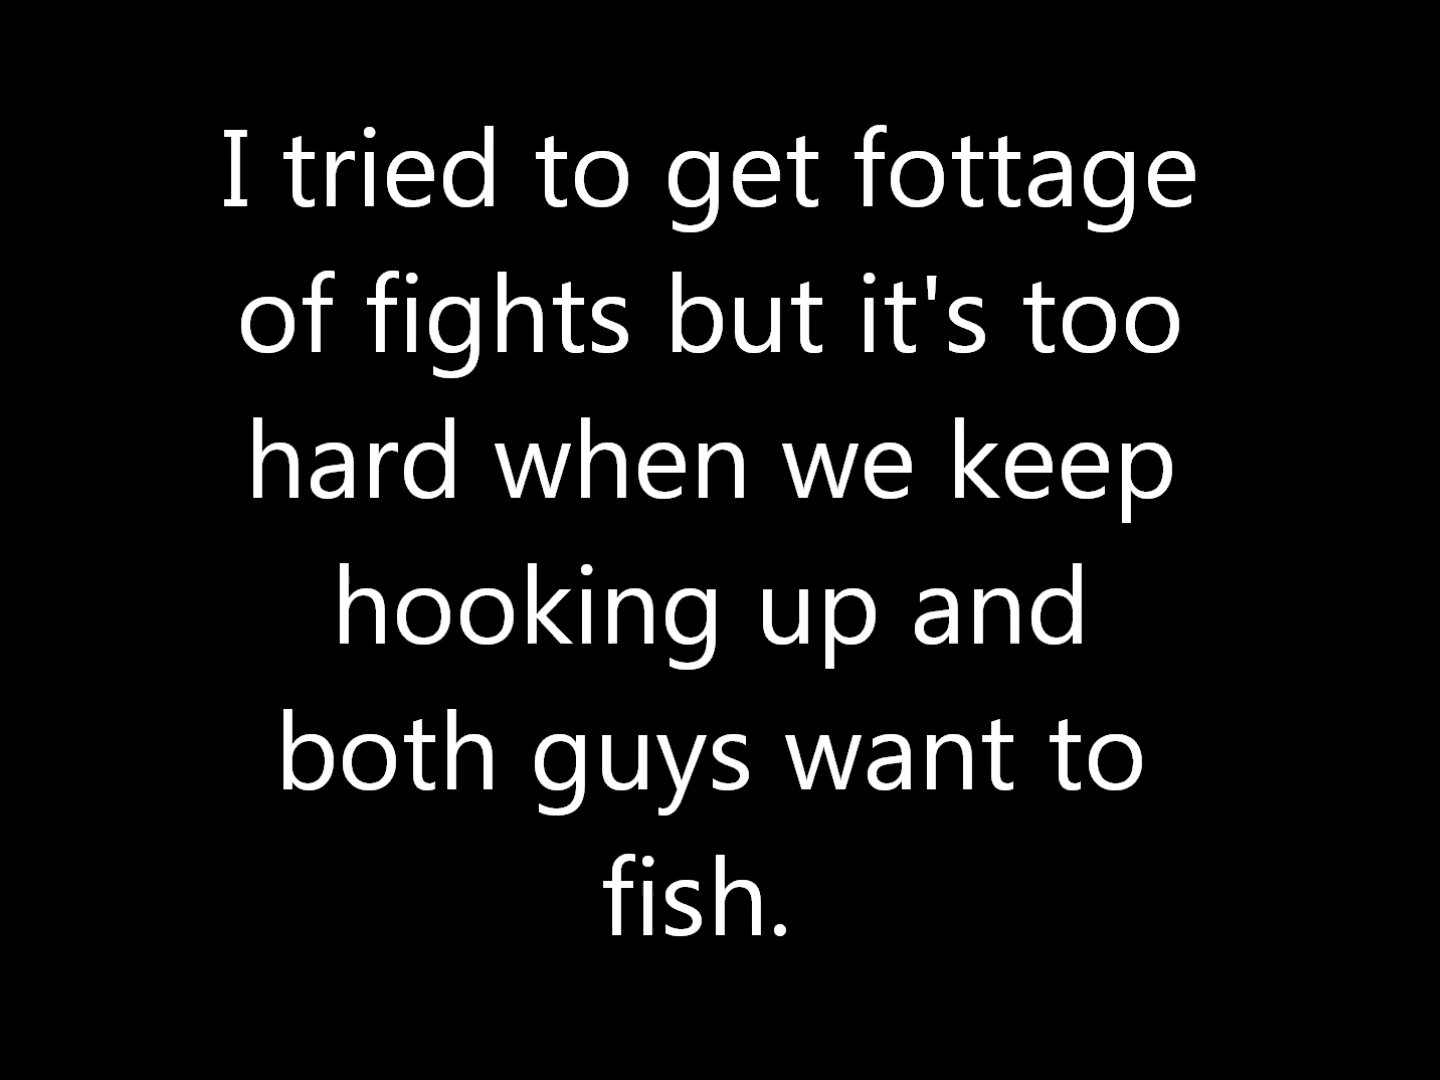 I tried to get fottage
of fights but it's too
hard when we keep
hooking up and
both guys want to
fish.